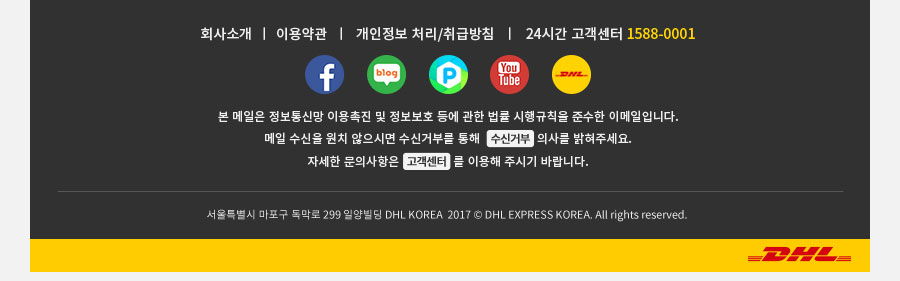 회사소개 | 이용약관 | 개인정보 처리/취급방침 | 24시간 고객센터 1588-0001
f blog P You Tube DHL
본 메일은 정보통신망 이용촉진 및 정보보호 등에 관한 법률 시행규칙을 준수한 이메일입니다.
메일 수신을 원치 않으시면 수신거부를 통해 수신거부 의사를 밝혀주세요.
자세한 문의사항은 고객센터 를 이용해 주시기 바랍니다.
서울특별시 마포구 독막로 299 일양빌딩 DHL KOREA 2017 © DHL EXPRESS KOREA. All rights reserved.
DHL